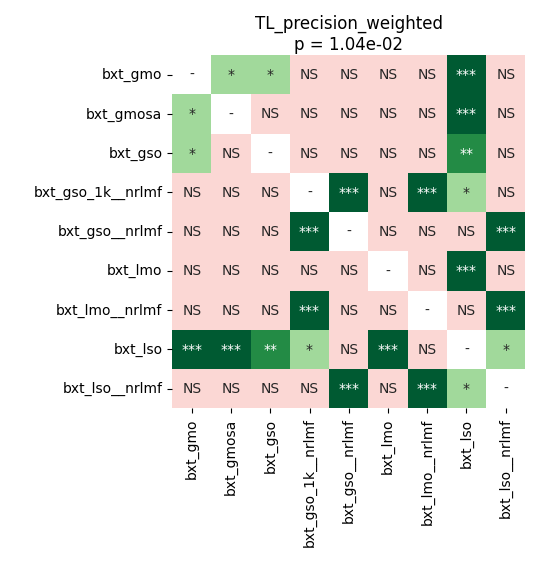 TL_precision_weighted
p = 1.04e-02
bxt_gmo - * * NS NS NS NS *** NS
bxt_gmosa * - NS NS NS NS NS *** NS
bxt_gso * NS - NS NS NS NS ** NS
bxt_gso_1k__nrlmf NS NS NS - *** NS *** * NS
bxt_gso__nrlmf NS NS NS *** - NS NS NS ***
bxt_lmo NS NS NS NS NS - NS *** NS
bxt_lmo__nrlmf NS NS NS *** NS NS - NS ***
bxt_lso *** *** ** * NS *** NS - *
bxt_lso__nrlmf NS NS NS NS *** NS *** * -
bxt_gmo
bxt_gmosa
bxt_gso
bxt_gso_1k__nrlmf
bxt_gso__nrlmf
bxt_lmo
bxt_lmo__nrlmf
bxt_lso
bxt_lso__nrlmf